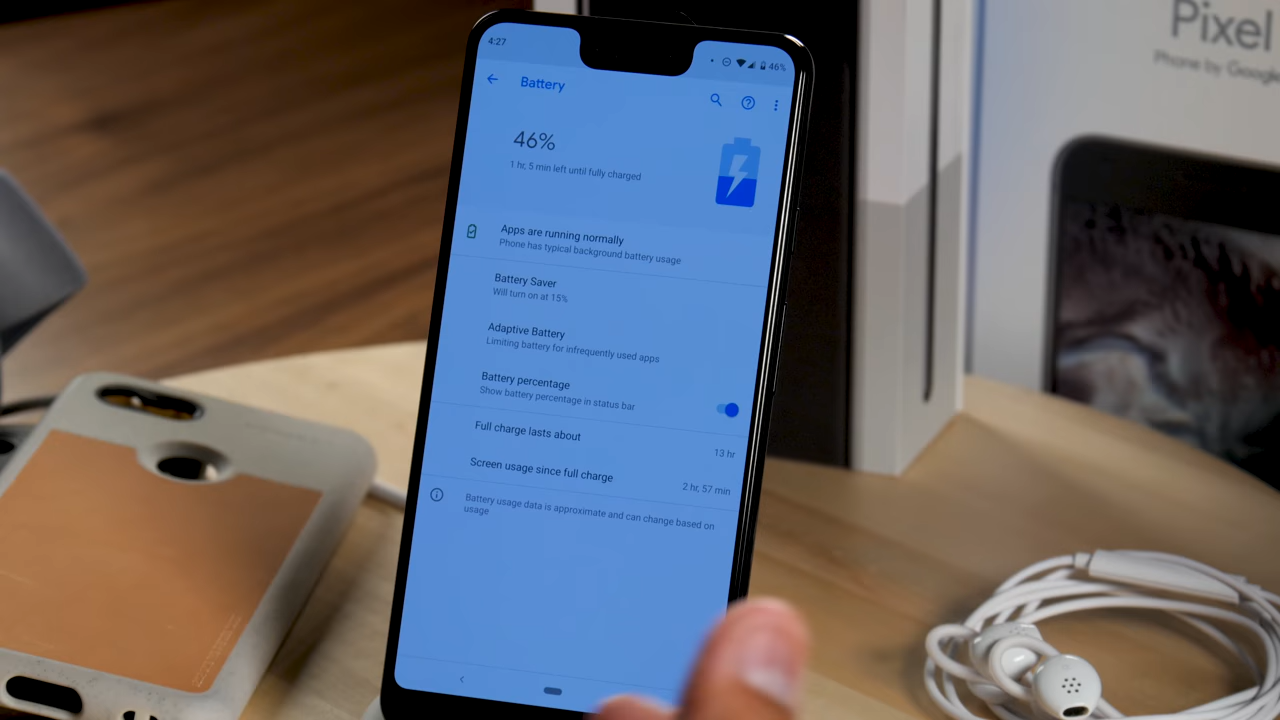 4:27
46%
Battery
46%
1 hr, 5 min left until fully charged
Apps are running normally
Phone has typical background battery usage
Battery Saver
Will turn on at 15%
Adaptive Battery
Limiting battery for infrequently used apps
Battery percentage
Show battery percentage in status bar
Full charge lasts about
13 hr
Screen usage since full charge
2 hr, 57 min
Battery usage data is approximate and can change based on
usage
Pixel
Phone by Google